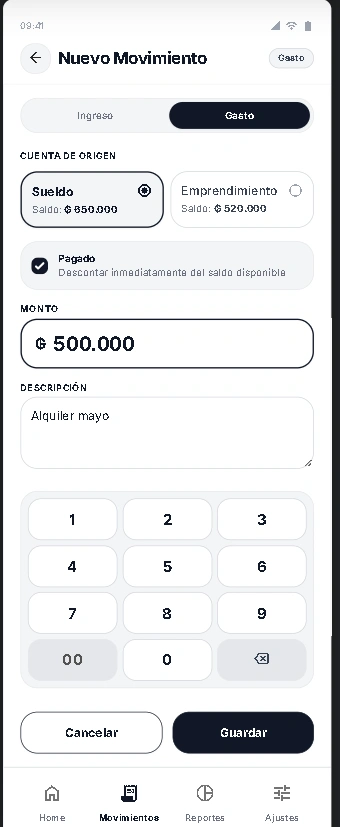 09:41
Nuevo Movimiento
Gasto
Ingreso
Gasto
CUENTA DE ORIGEN
Sueldo
Saldo: ₲ 650.000
Emprendimiento
Saldo: ₲ 520.000
Pagado
Descontar inmediatamente del saldo disponible
MONTO
₲ 500.000
DESCRIPCIÓN
Alquiler mayo
1 2 3
4 5 6
7 8 9
00 0
Cancelar Guardar
Home Movimientos Reportes Ajustes